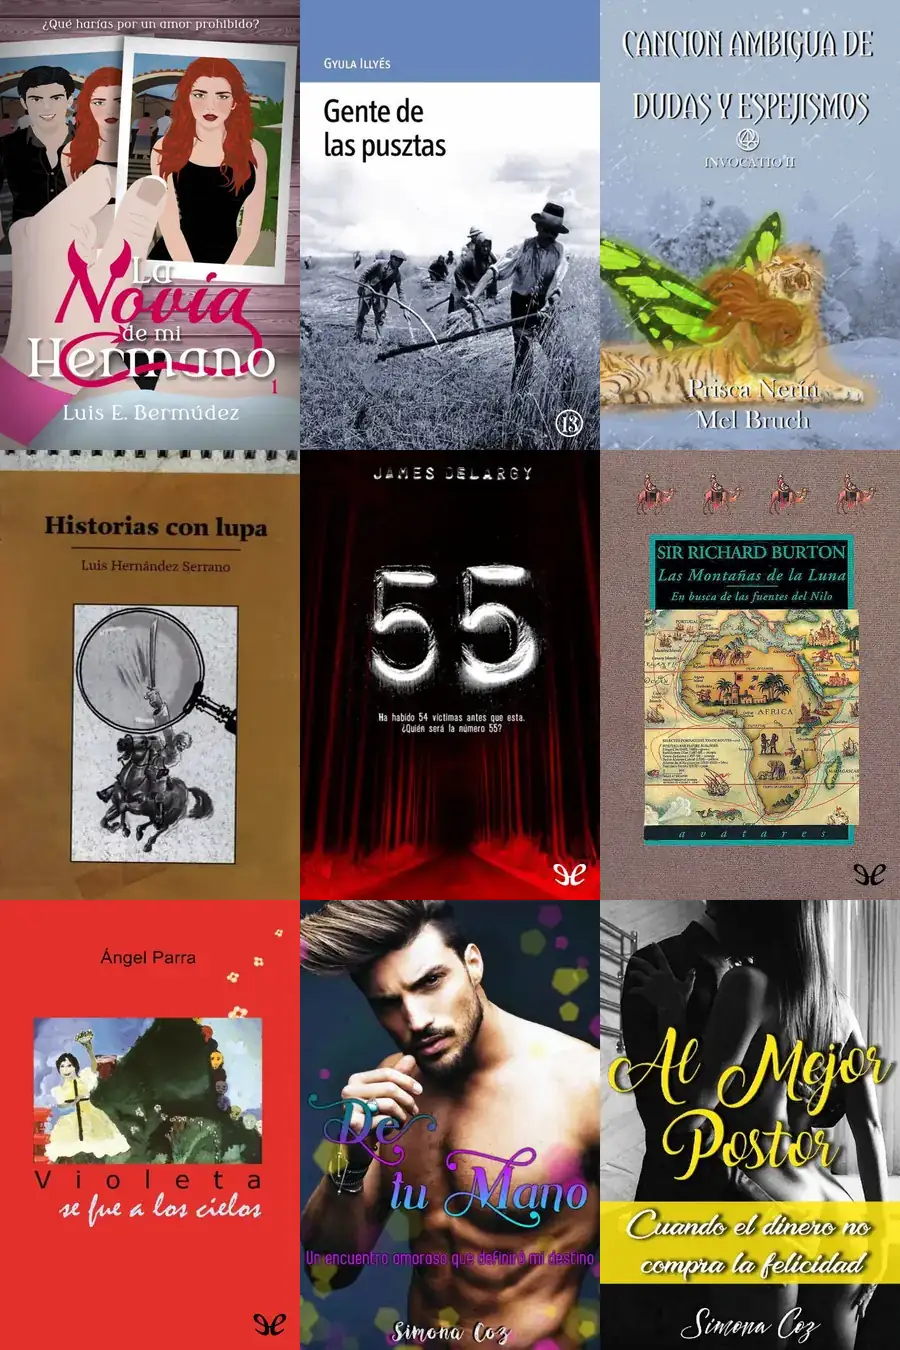 ¿Qué harías por un amor prohibido?
La
Novia
de mi
Hermano
1
Luis E. Bermúdez
Gyula Illyés
Gente de
las pusztas
13
CANCION AMBIGUA DE
DUDAS Y ESPEJISMOS
INVOCATIO II
Prisca Nerín
Mel Bruch
Historias con lupa
Luis Hernández Serrano
JAMES DELARGY
55
Ha habido 54 víctimas antes que esta.
¿Quién será la número 55?
SIR RICHARD BURTON
Las Montañas de la Luna
En busca de las fuentes del Nilo
AFRICA
avatares
Ángel Parra
Violeta
se fue a los cielos
De
tu Mano
Un encuentro amoroso que definirá mi destino
Simona Coz
Al Mejor
Postor
Cuando el dinero no
compra la felicidad
Simona Coz